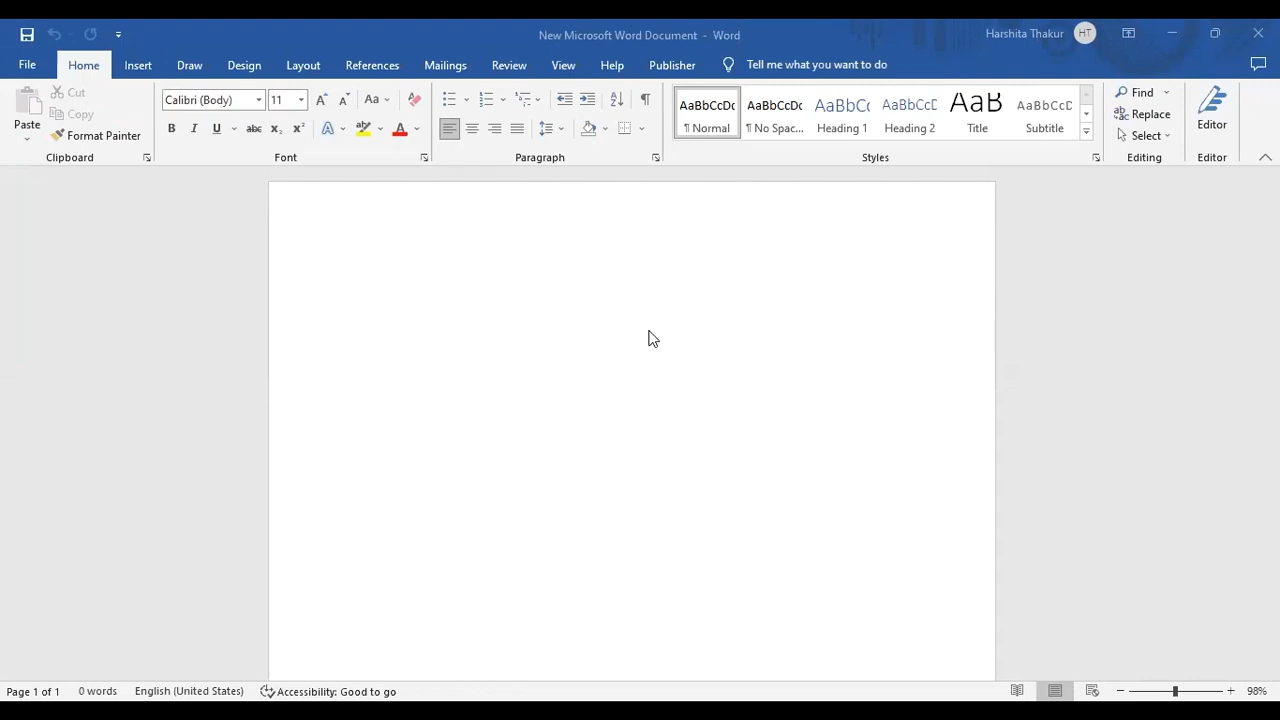 New Microsoft Word Document - Word
Harshita Thakur HT
File Home Insert Draw Design Layout References Mailings Review View Help Publisher Tell me what you want to do
Paste
Cut
Copy
Format Painter
Clipboard
Calibri (Body) 11 Aa
B I U abc x₂ x² A A
Font
Paragraph
AaBbCcDc AaBbCcDc AaBbC AaBbCcD AaB AaBbCcD
¶ Normal ¶ No Spac... Heading 1 Heading 2 Title Subtitle
Styles
Find
Replace
Select
Editing
Editor
Editor
Page 1 of 1 0 words English (United States) Accessibility: Good to go 98%